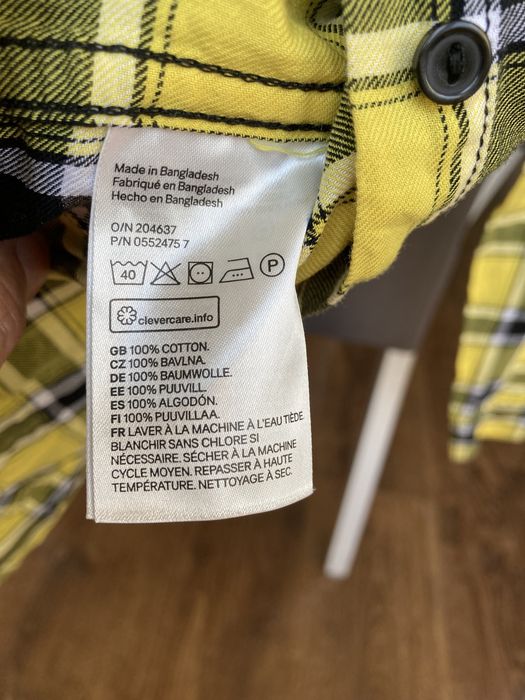 Made in Bangladesh
Fabriqué en Bangladesh
Hecho en Bangladesh
O/N 204637
P/N 0552475 7
40 P
clevercare.info
GB 100% COTTON.
CZ 100% BAVLNA.
DE 100% BAUMWOLLE.
EE 100% PUUVILL.
ES 100% ALGODÓN.
FI 100% PUUVILLAA.
FR LAVER À LA MACHINE À L'EAU TIÈDE
BLANCHIR SANS CHLORE SI
NÉCESSAIRE. SÉCHER À LA MACHINE
CYCLE MOYEN. REPASSER À HAUTE
TEMPÉRATURE. NETTOYAGE À SEC.